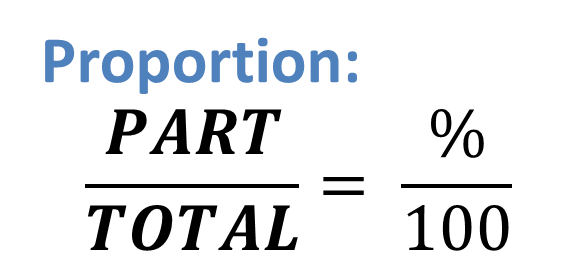 Proportion:
PART %
TOTAL = 100